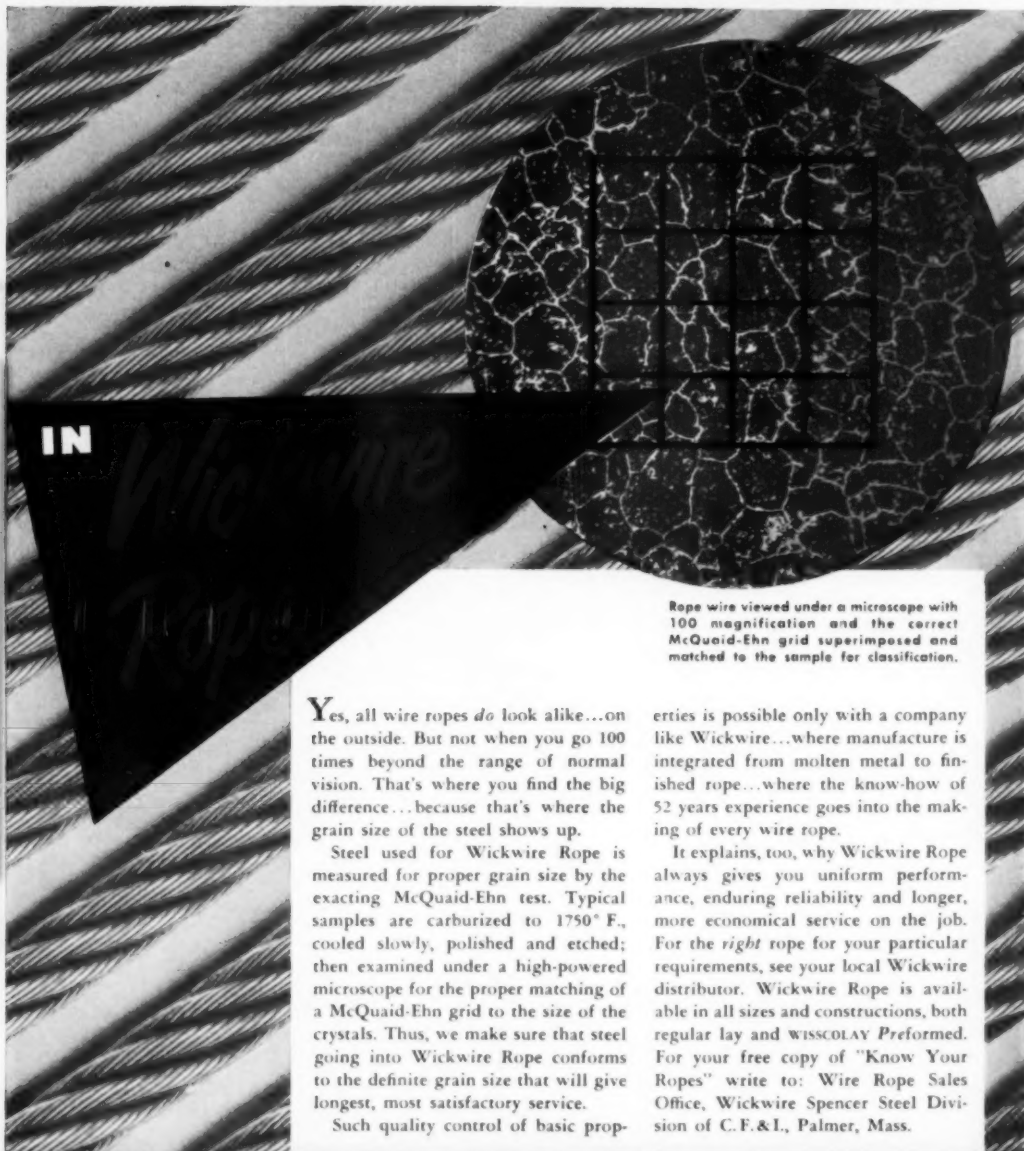 IN
Wickwire
Rope
Rope wire viewed under a microscope with
100 magnification and the correct
McQuaid-Ehn grid superimposed and
matched to the sample for classification.
Yes, all wire ropes do look alike...on
the outside. But not when you go 100
times beyond the range of normal
vision. That's where you find the big
difference...because that's where the
grain size of the steel shows up.
Steel used for Wickwire Rope is
measured for proper grain size by the
exacting McQuaid-Ehn test. Typical
samples are carburized to 1750° F.,
cooled slowly, polished and etched;
then examined under a high-powered
microscope for the proper matching of
a McQuaid-Ehn grid to the size of the
crystals. Thus, we make sure that steel
going into Wickwire Rope conforms
to the definite grain size that will give
longest, most satisfactory service.
Such quality control of basic prop-
erties is possible only with a company
like Wickwire...where manufacture is
integrated from molten metal to fin-
ished rope...where the know-how of
52 years experience goes into the mak-
ing of every wire rope.
It explains, too, why Wickwire Rope
always gives you uniform perform-
ance, enduring reliability and longer,
more economical service on the job.
For the right rope for your particular
requirements, see your local Wickwire
distributor. Wickwire Rope is avail-
able in all sizes and constructions, both
regular lay and WISSCOLAY Preformed.
For your free copy of "Know Your
Ropes" write to: Wire Rope Sales
Office, Wickwire Spencer Steel Divi-
sion of C. F. & I., Palmer, Mass.